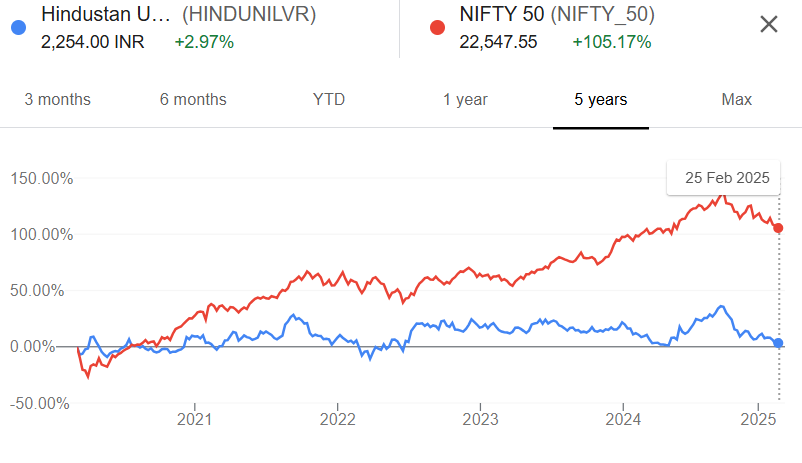 Hindustan U... (HINDUNILVR)
2,254.00 INR +2.97%
NIFTY 50 (NIFTY_50)
22,547.55 +105.17%
3 months 6 months YTD 1 year 5 years Max
25 Feb 2025
150.00%
100.00%
50.00%
0.00%
-50.00%
2021 2022 2023 2024 2025